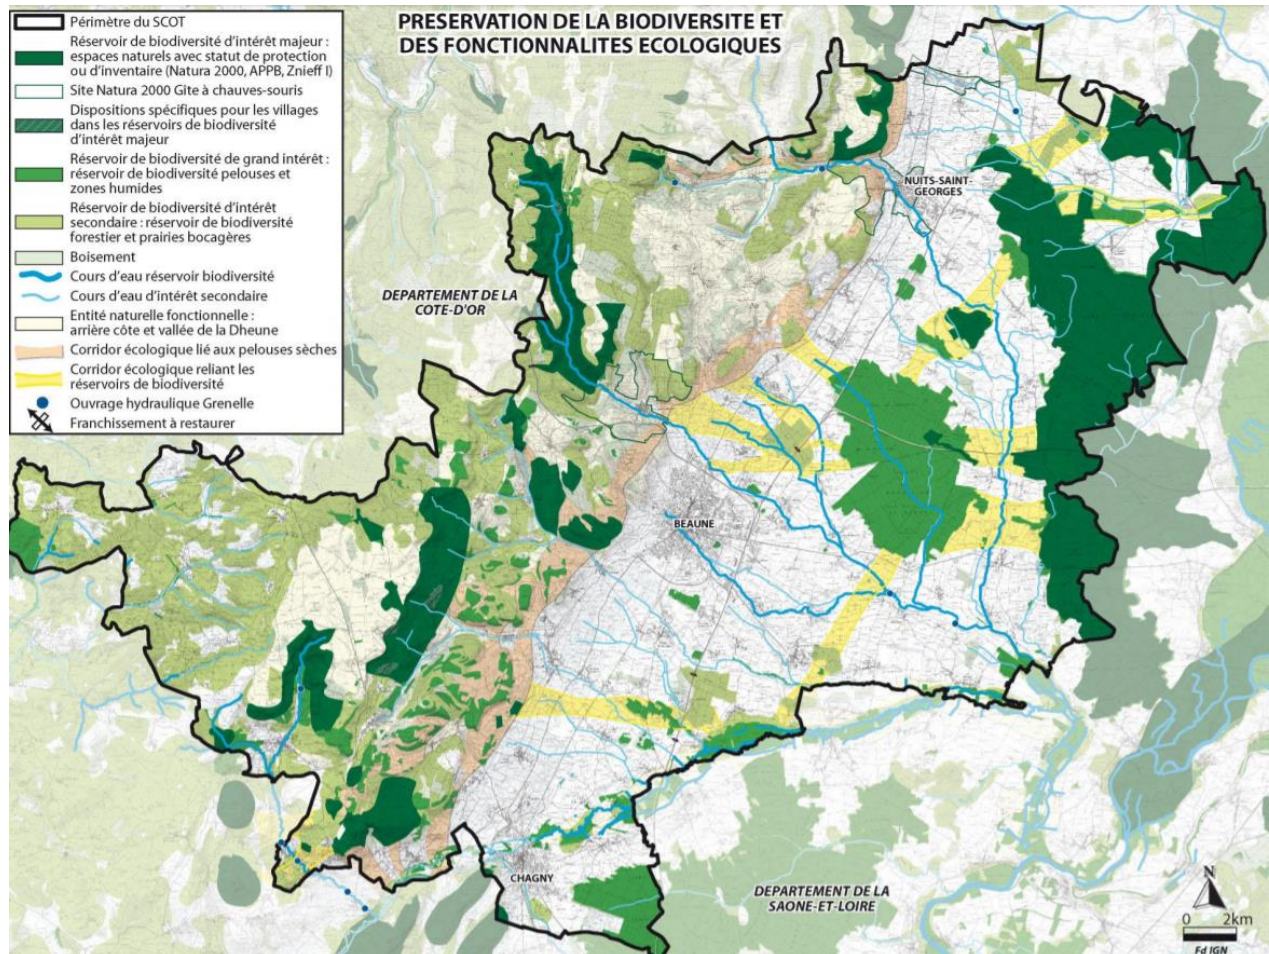 PRESERVATION DE LA BIODIVERSITE ET
DES FONCTIONNALITES ECOLOGIQUES
Périmètre du SCOT
Réservoir de biodiversité d'intérêt majeur :
espaces naturels avec statut de protection
ou d'inventaire (Natura 2000, APPB, Znieff I)
Site Natura 2000 Gîte à chauves-souris
Dispositions spécifiques pour les villages
dans les réservoirs de biodiversité
d'intérêt majeur
Réservoir de biodiversité de grand intérêt :
réservoir de biodiversité pelouses et
zones humides
Réservoir de biodiversité d'intérêt
secondaire : réservoir de biodiversité
forestier et prairies bocagères
Boisement
Cours d'eau réservoir biodiversité
Cours d'eau d'intérêt secondaire
Entité naturelle fonctionnelle :
arrière côte et vallée de la Dheune
Corridor écologique lié aux pelouses sèches
Corridor écologique reliant les
réservoirs de biodiversité
Ouvrage hydraulique Grenelle
Franchissement à restaurer
NUITS-SAINT-
GEORGES
DEPARTEMENT DE LA
COTE-D'OR
BEAUNE
CHAGNY
DEPARTEMENT DE LA
SAONE-ET-LOIRE
N
0 2km
Fd IGN